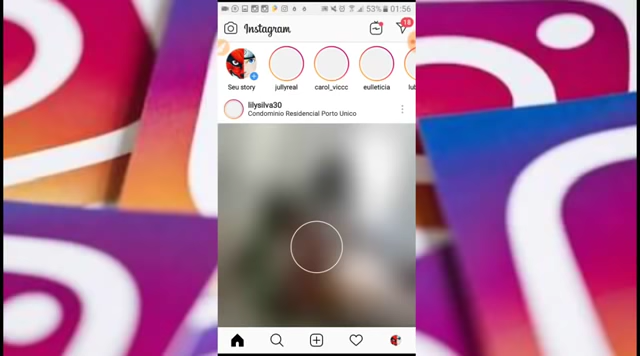 53% 01:56
Instagram
18
Seu story
jullyreal
carol_viccc
eulleticia
lilysilva30
Condominio Residencial Porto Unico